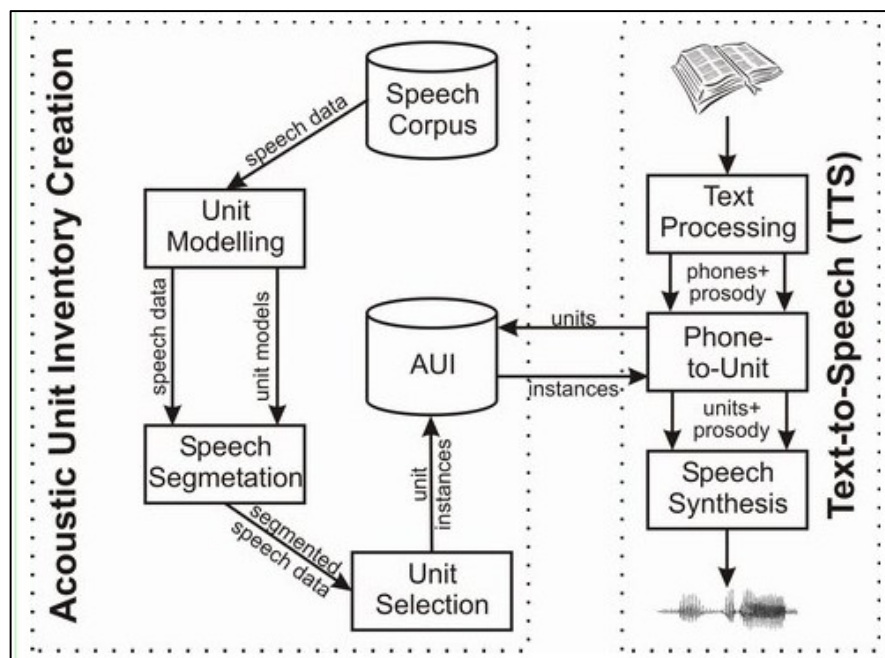 Acoustic Unit Inventory Creation
Speech
Corpus
speech data
Unit
Modelling
speech data
unit models
Speech
Segmetation
segmented
speech data
Unit
Selection
unit
instances
AUI
units
instances
Text-to-Speech (TTS)
Text
Processing
phones+
prosody
Phone-
to-Unit
units+
prosody
Speech
Synthesis